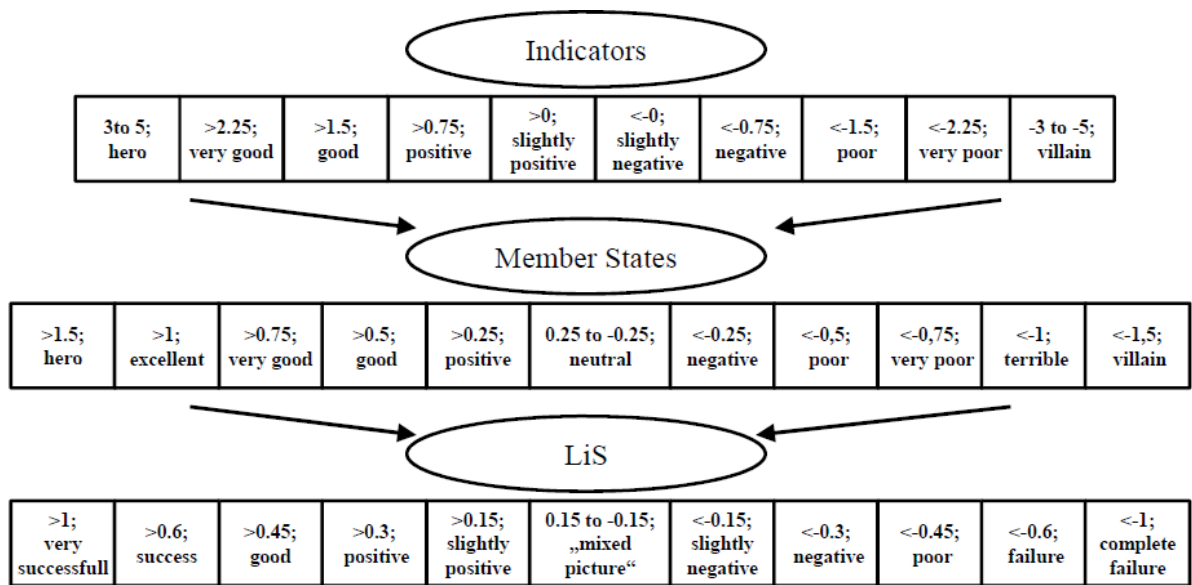 Indicators
3to 5;
hero
>2.25;
very good
>1.5;
good
>0.75;
positive
>0;
slightly
positive
<-0;
slightly
negative
<-0.75;
negative
<-1.5;
poor
<-2.25;
very poor
-3 to -5;
villain
Member States
>1.5;
hero
>1;
excellent
>0.75;
very good
>0.5;
good
>0.25;
positive
0.25 to -0.25;
neutral
<-0.25;
negative
<-0,5;
poor
<-0,75;
very poor
<-1;
terrible
<-1,5;
villain
LiS
>1;
very
successfull
>0.6;
success
>0.45;
good
>0.3;
positive
>0.15;
slightly
positive
0.15 to -0.15;
„mixed
picture“
<-0.15;
slightly
negative
<-0.3;
negative
<-0.45;
poor
<-0.6;
failure
<-1;
complete
failure